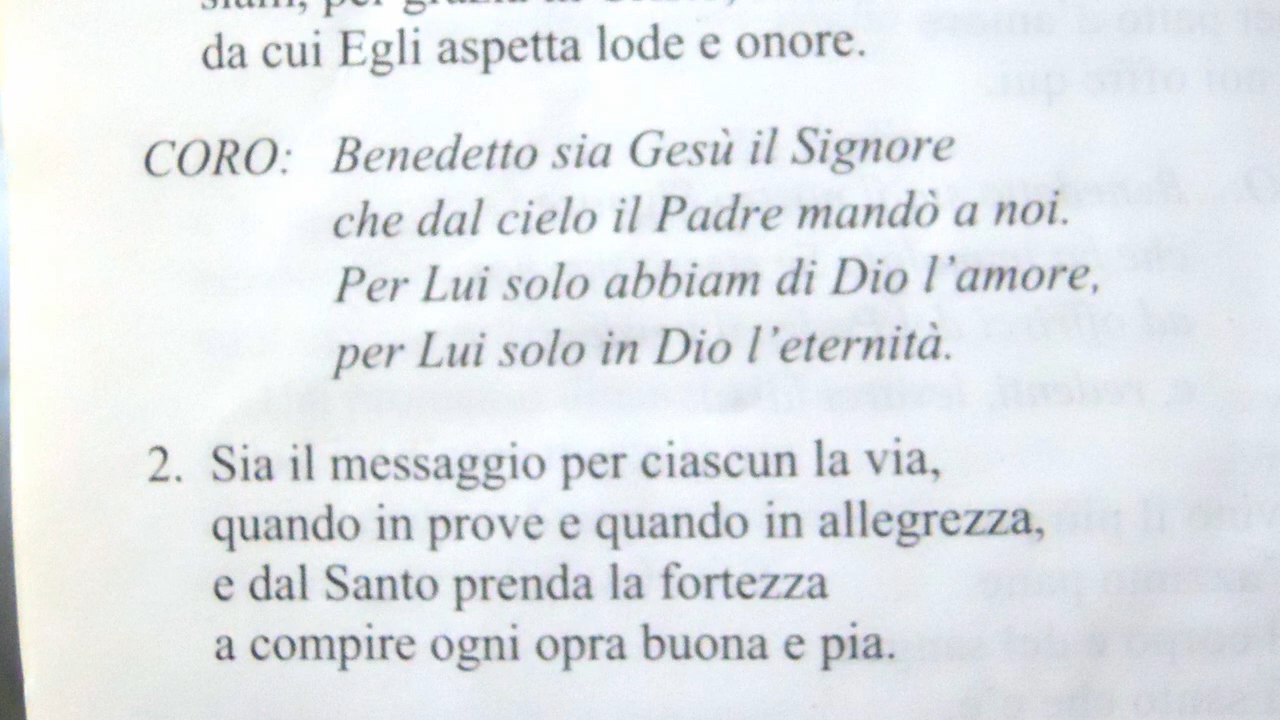 per grazia
da cui Egli aspetta lode e onore.
CORO: Benedetto sia Gesù il Signore
che dal cielo il Padre mandò a noi.
Per Lui solo abbiam di Dio l'amore,
per Lui solo in Dio l'eternità.
2. Sia il messaggio per ciascun la via,
quando in prove e quando in allegrezza,
e dal Santo prenda la fortezza
a compire ogni opra buona e pia.